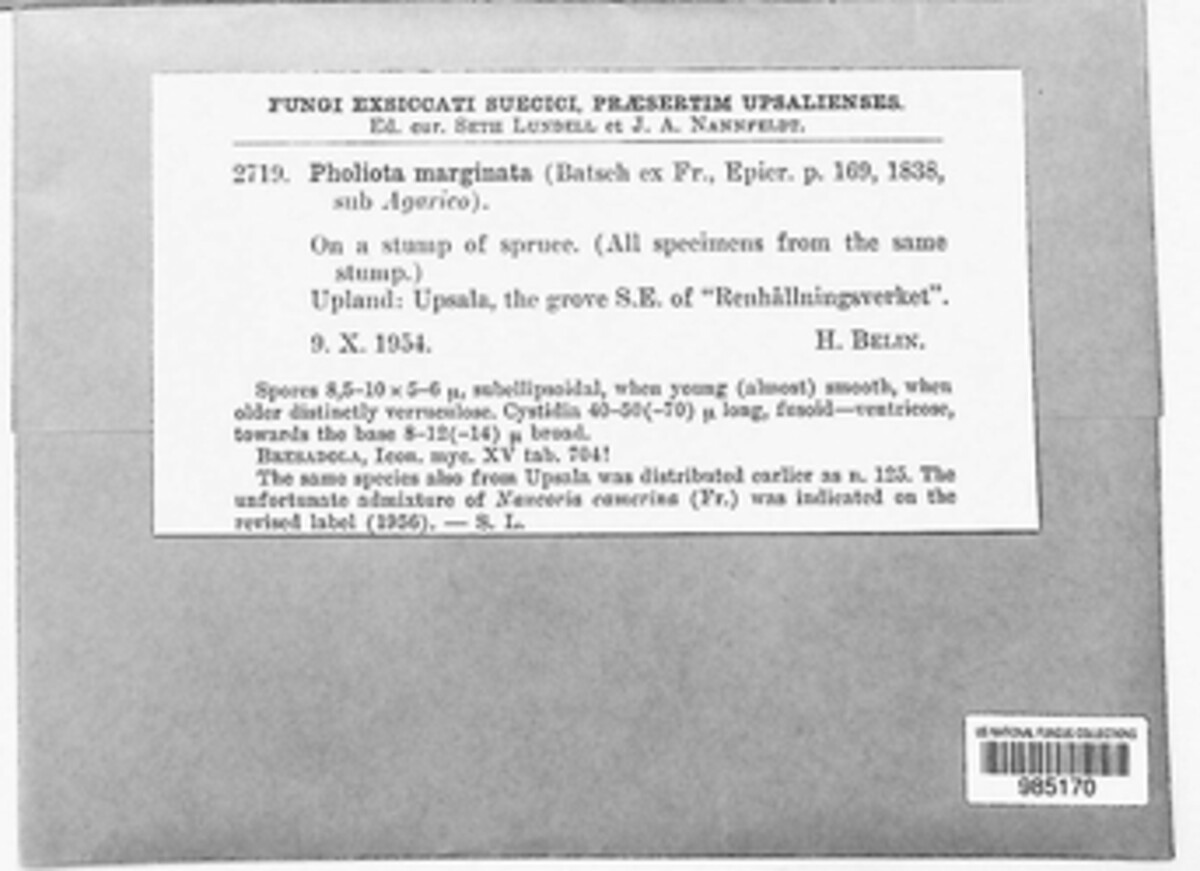 FUNGI EXSICCATI SUECICI, PRÆSERTIM UPSALIENSES.
Ed. cur. SETH LUNDELL et J. A. NANNFELDT.
2719. Pholiota marginata (Batsch ex Fr., Epicr. p. 169, 1838,
sub Agarico).
On a stump of spruce. (All specimens from the same
stump.)
Upland: Upsala, the grove S.E. of “Renhållningsverket”.
9. X. 1954. H. BELIN.
Spores 8,5–10 × 5–6 μ, subellipsoidal, when young (almost) smooth, when
older distinctly verruculose. Cystidia 40–50(–70) μ long, fusoid—ventricose,
towards the base 8–12(–14) μ broad.
BRESADOLA, Icon. myc. XV tab. 704!
The same species also from Upsala was distributed earlier as n. 125. The
unfortunate admixture of Naucoria camerina (Fr.) was indicated on the
revised label (1956). — S. L.
US NATIONAL FUNGUS COLLECTIONS
985170